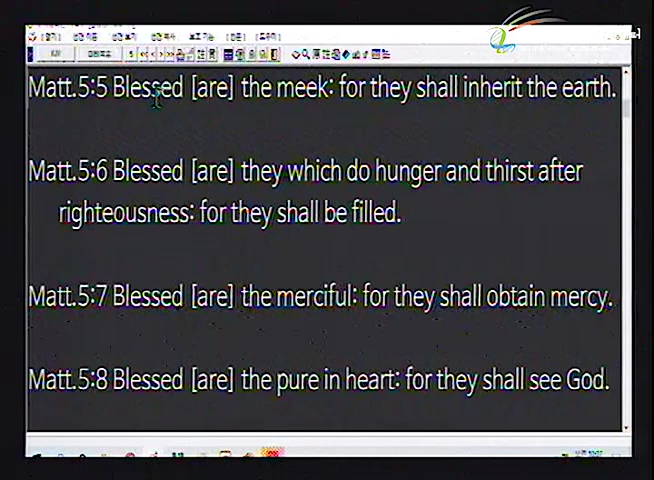 KJV
Matt.5:5 Blessed [are] the meek: for they shall inherit the earth.
Matt.5:6 Blessed [are] they which do hunger and thirst after
righteousness: for they shall be filled.
Matt.5:7 Blessed [are] the merciful: for they shall obtain mercy.
Matt.5:8 Blessed [are] the pure in heart: for they shall see God.